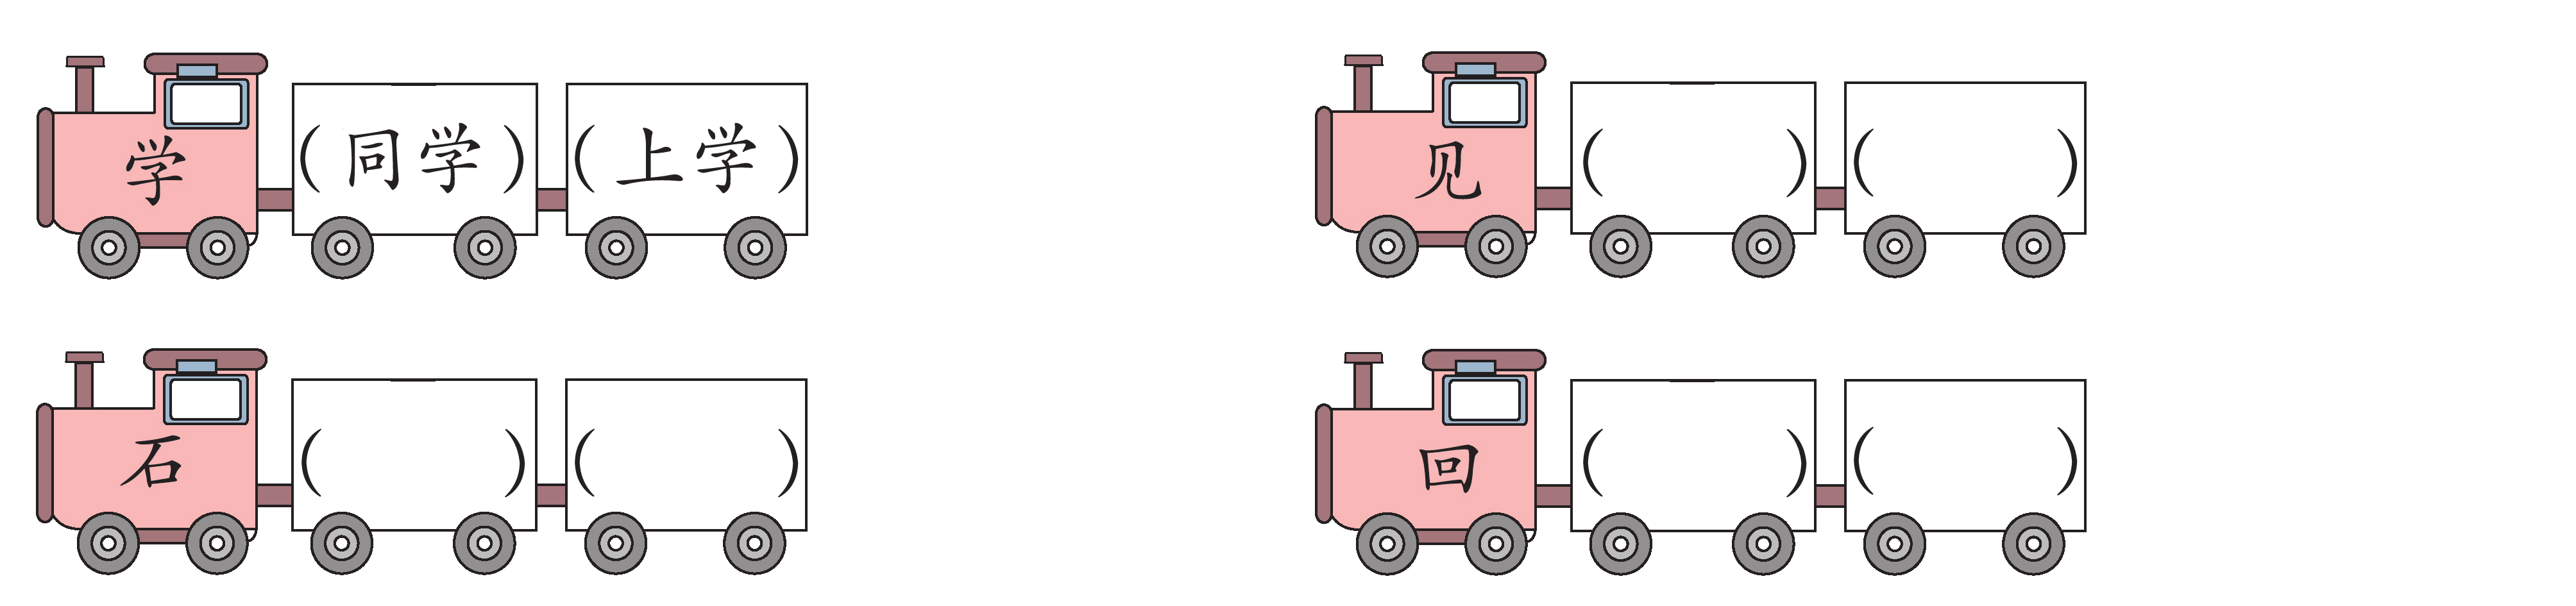 学 （同学）（上学）
见 （ ）（ ）
石 （ ）（ ）
回 （ ）（ ）